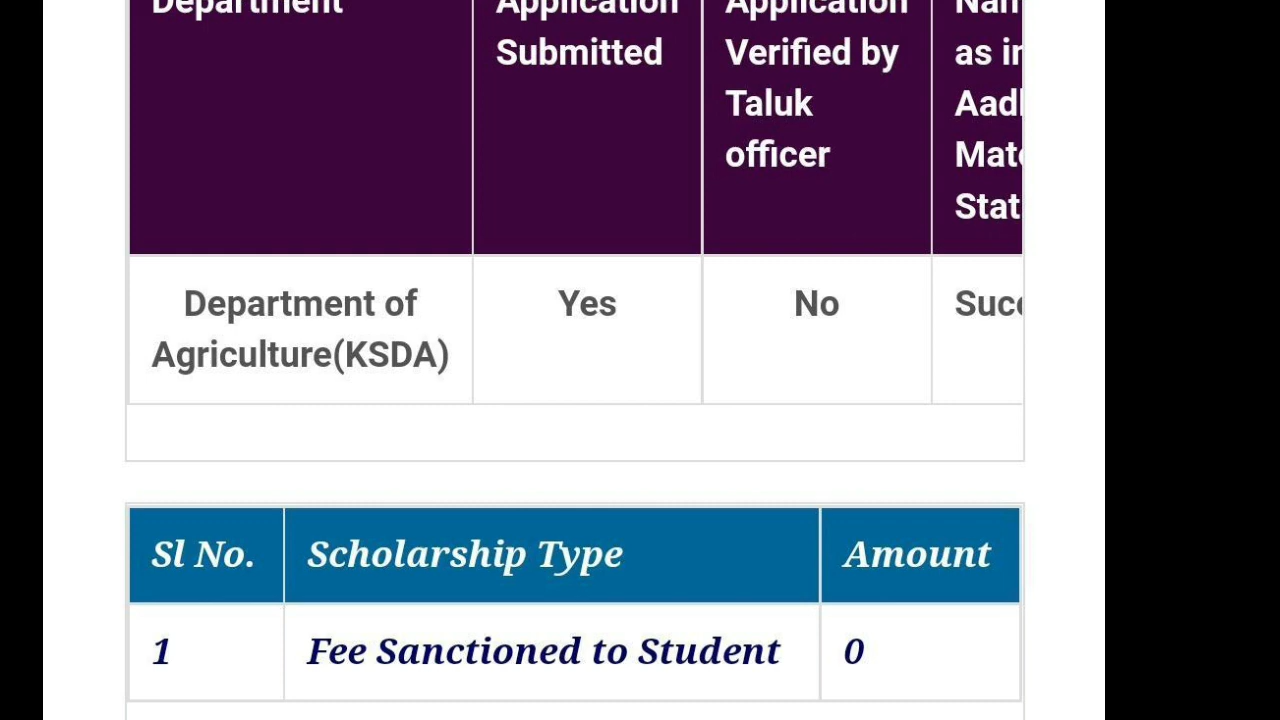 Department Application Application
Submitted Verified by as
Taluk
officer
Department of Yes No
Agriculture(KSDA)
Sl No. Scholarship Type Amount
1 Fee Sanctioned to Student 0